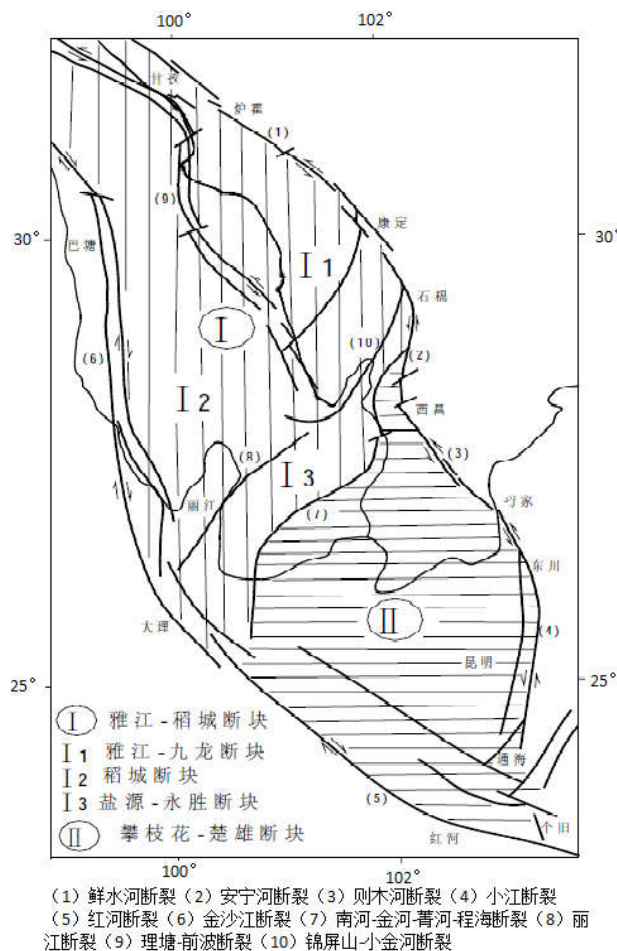 100° 102°
甘孜
炉霍
(1)
(9)
康定
30° 30°
巴塘
I1
石棉
I
(10)
(2)
(6)
I2
西昌
(8)
(3)
I3
丽江
(7)
巧家
东川
II
大理
(4)
昆明
25° 25°
I 雅江-稻城断块
通海
I1 雅江-九龙断块
I2 稻城断块
I3 盐源-永胜断块
(5)
个旧
II 攀枝花-楚雄断块
红河
100° 102°
(1) 鲜水河断裂 (2) 安宁河断裂 (3) 则木河断裂 (4) 小江断裂
(5) 红河断裂 (6) 金沙江断裂 (7) 南河-金河-菁河-程海断裂 (8) 丽
江断裂 (9) 理塘-前波断裂 (10) 锦屏山-小金河断裂